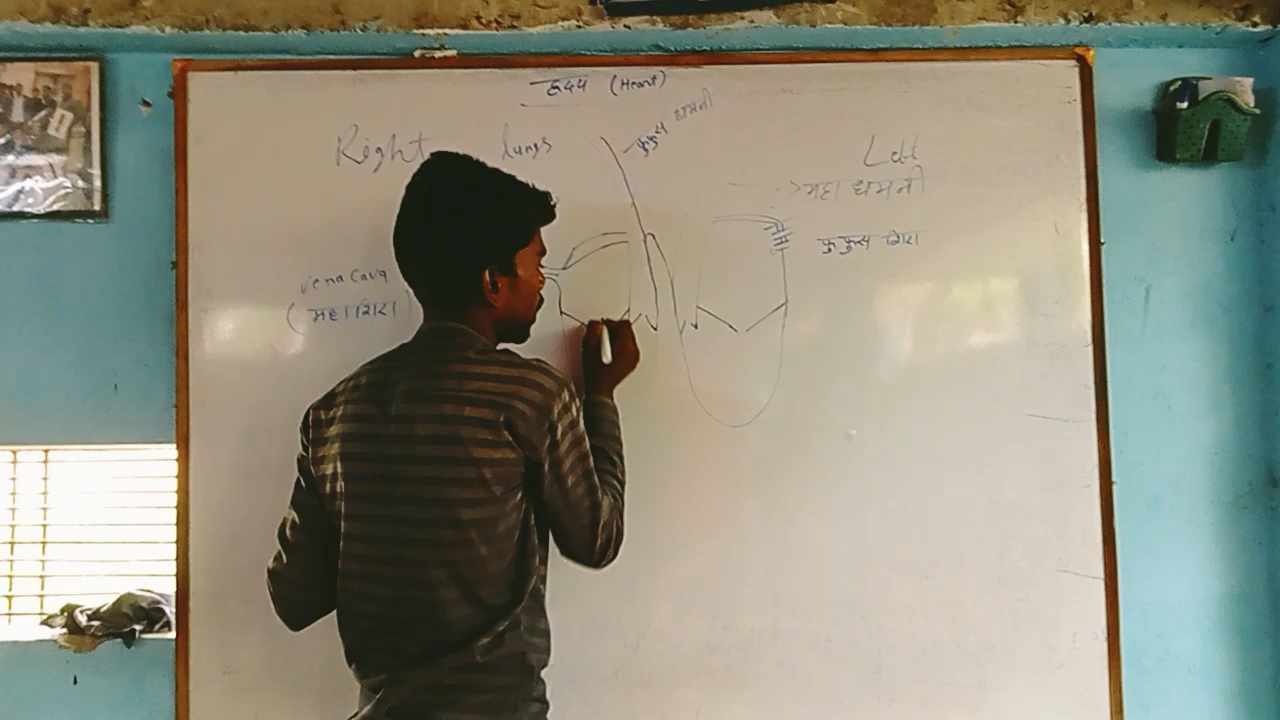 हृदय (Heart)
फुफ्फुस धमनी
Right lungs Left
महा धमनी
फुफ्फुस शिरा
Vena Cava
(महाशिरा)